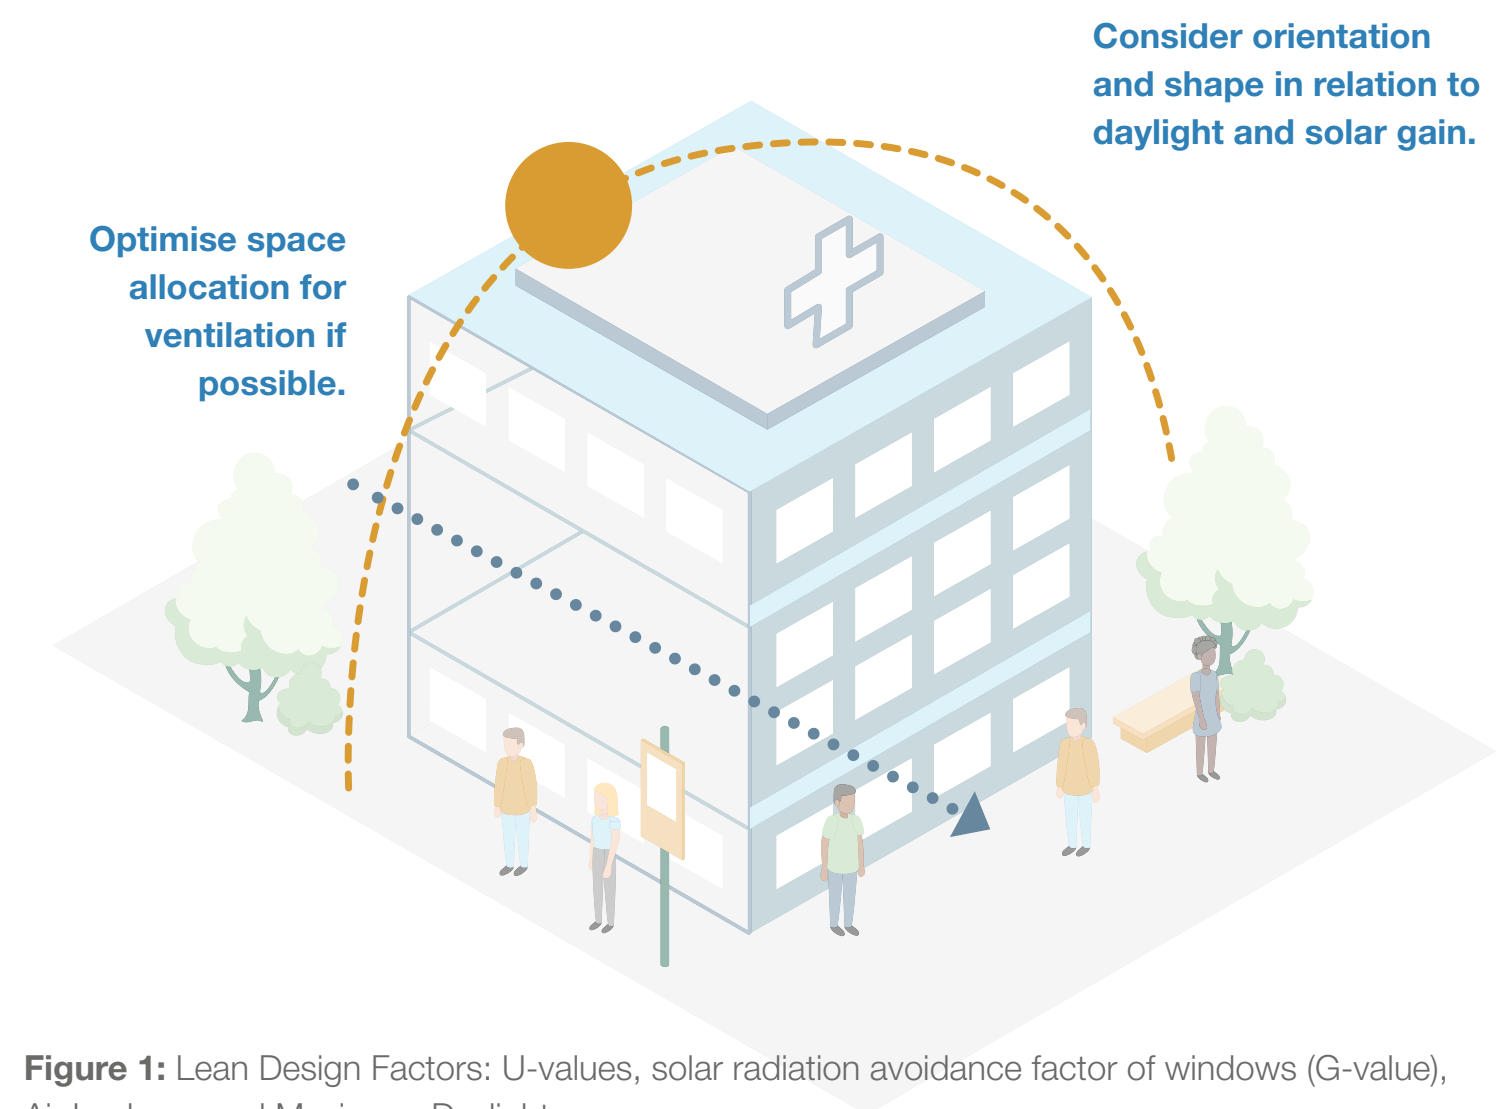 Consider orientation
and shape in relation to
daylight and solar gain.
Optimise space
allocation for
ventilation if
possible.
Figure 1: Lean Design Factors: U-values, solar radiation avoidance factor of windows (G-value),